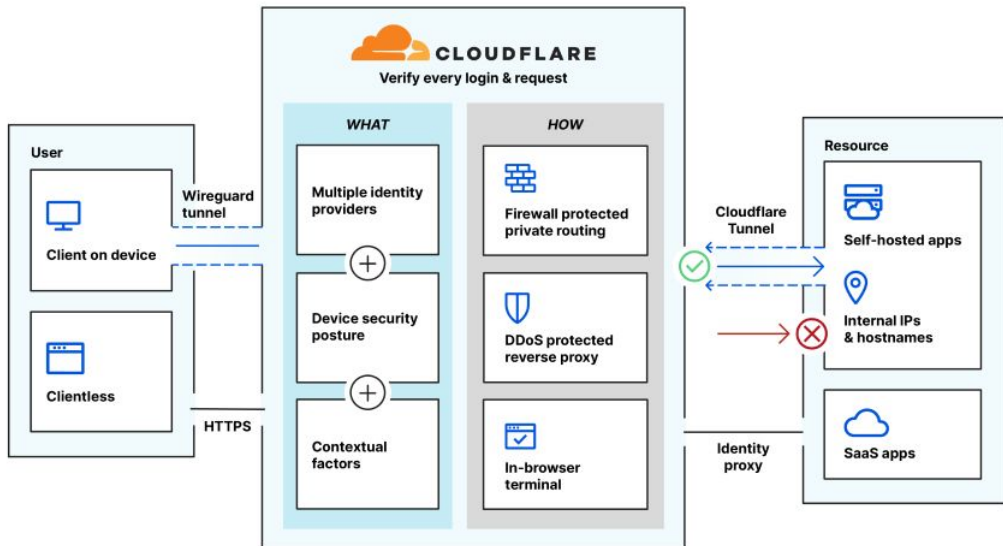 CLOUDFLARE
Verify every login & request
User
Client on device
Clientless
Wireguard
tunnel
HTTPS
WHAT
Multiple identity
providers
Device security
posture
Contextual
factors
HOW
Firewall protected
private routing
DDoS protected
reverse proxy
In-browser
terminal
Cloudflare
Tunnel
Identity
proxy
Resource
Self-hosted apps
Internal IPs
& hostnames
SaaS apps